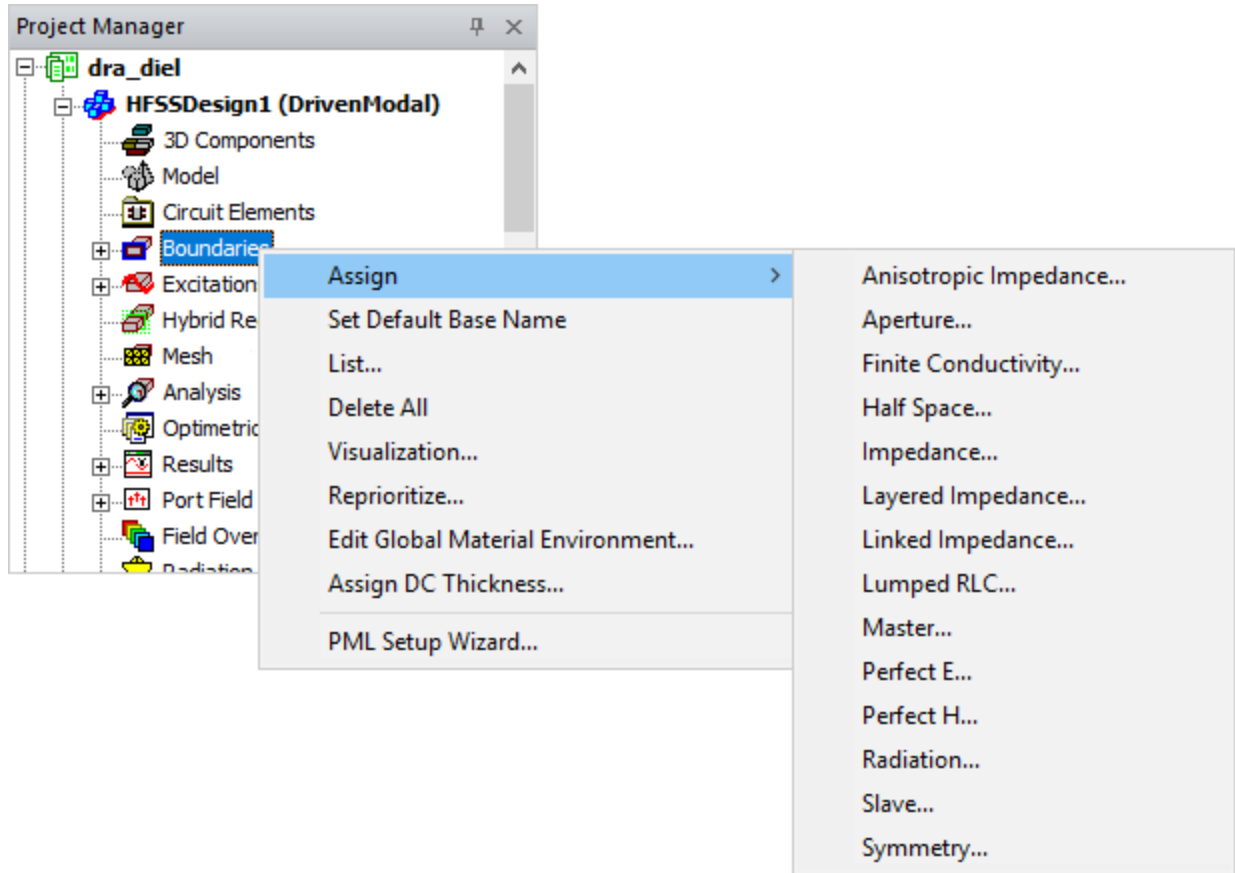 Project Manager
dra_diel
HFSSDesign1 (DrivenModal)
3D Components
Model
Circuit Elements
Boundaries
Excitation
Hybrid Re
Mesh
Analysis
Optimetric
Results
Port Field
Field Over
Radiation
Assign
Set Default Base Name
List...
Delete All
Visualization...
Reprioritize...
Edit Global Material Environment...
Assign DC Thickness...
PML Setup Wizard...
Anisotropic Impedance...
Aperture...
Finite Conductivity...
Half Space...
Impedance...
Layered Impedance...
Linked Impedance...
Lumped RLC...
Master...
Perfect E...
Perfect H...
Radiation...
Slave...
Symmetry...